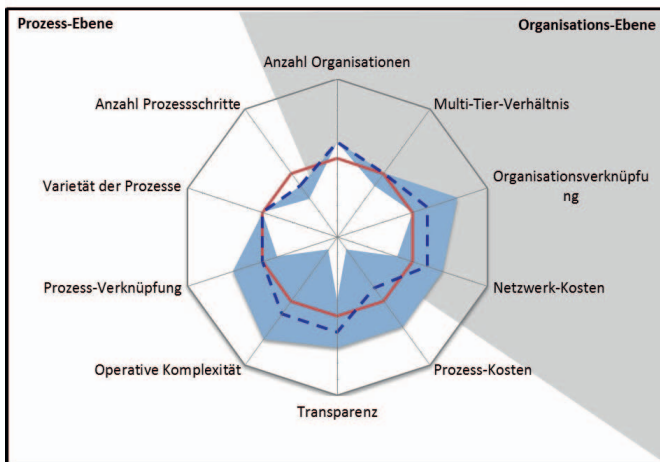 Prozess-Ebene
Organisations-Ebene
Anzahl Organisationen
Anzahl Prozessschritte
Multi-Tier-Verhältnis
Varietät der Prozesse
Organisationsverknüpfu
ng
Prozess-Verknüpfung
Netzwerk-Kosten
Operative Komplexität
Prozess-Kosten
Transparenz